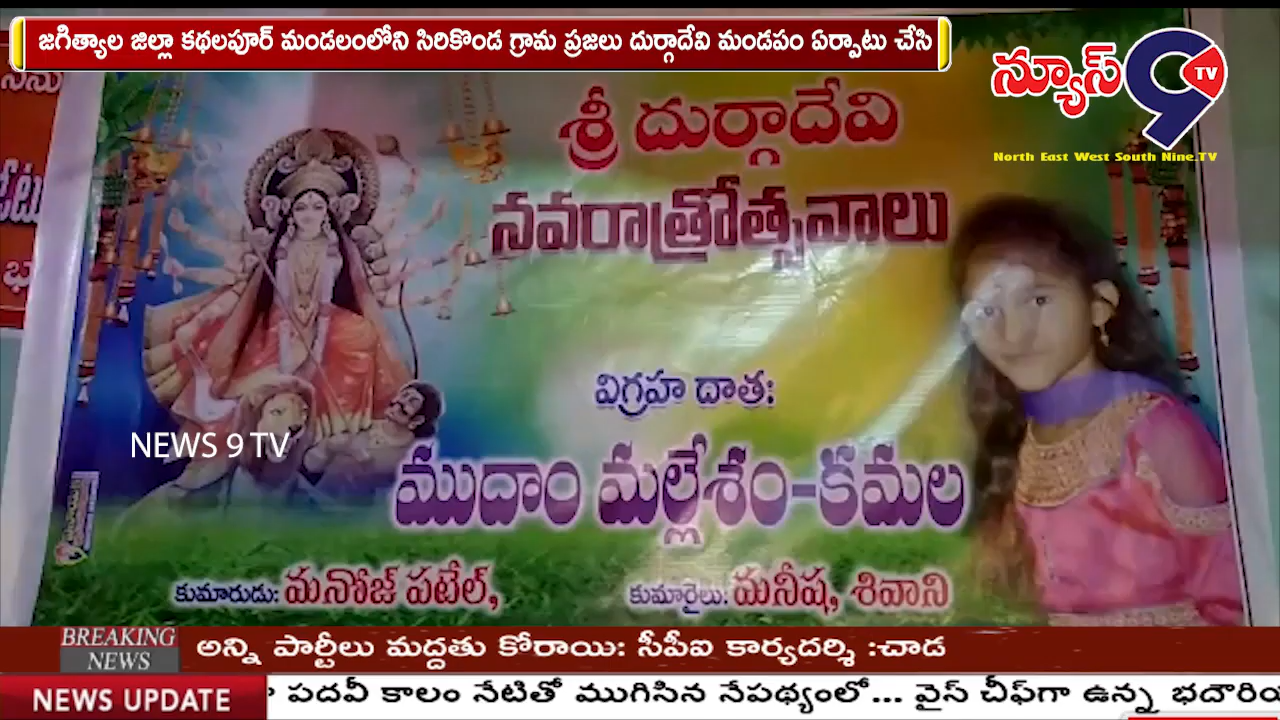 జగిత్యాల జిల్లా కథలపూర్ మండలంలోని సిరికొండ గ్రామ ప్రజలు దుర్గాదేవి మండపం ఏర్పాటు చేసి
న్యూస్ 9 TV
North East West South Nine.TV
శ్రీ దుర్గాదేవి
నవరాత్రోత్సవాలు
విగ్రహ దాత:
NEWS 9 TV
ముదాం మల్లేశం-కమల
కుమారుడు: మనోజ్ పటేల్,
కుమారైలు: మనీష, శివాని
BREAKING NEWS
అన్ని పార్టీలు మద్దతు కోరాయి: సీపీఐ కార్యదర్శి :చాడ
NEWS UPDATE
పదవీ కాలం నేటితో ముగిసిన నేపథ్యంలో... వైస్ చీఫ్‌గా ఉన్న